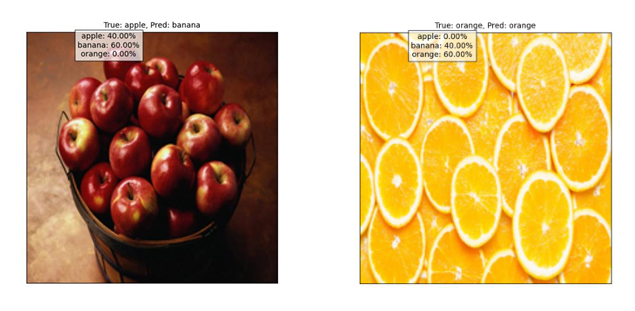 True: apple, Pred: banana
apple: 40.00%
banana: 60.00%
orange: 0.00%
True: orange, Pred: orange
apple: 0.00%
banana: 40.00%
orange: 60.00%